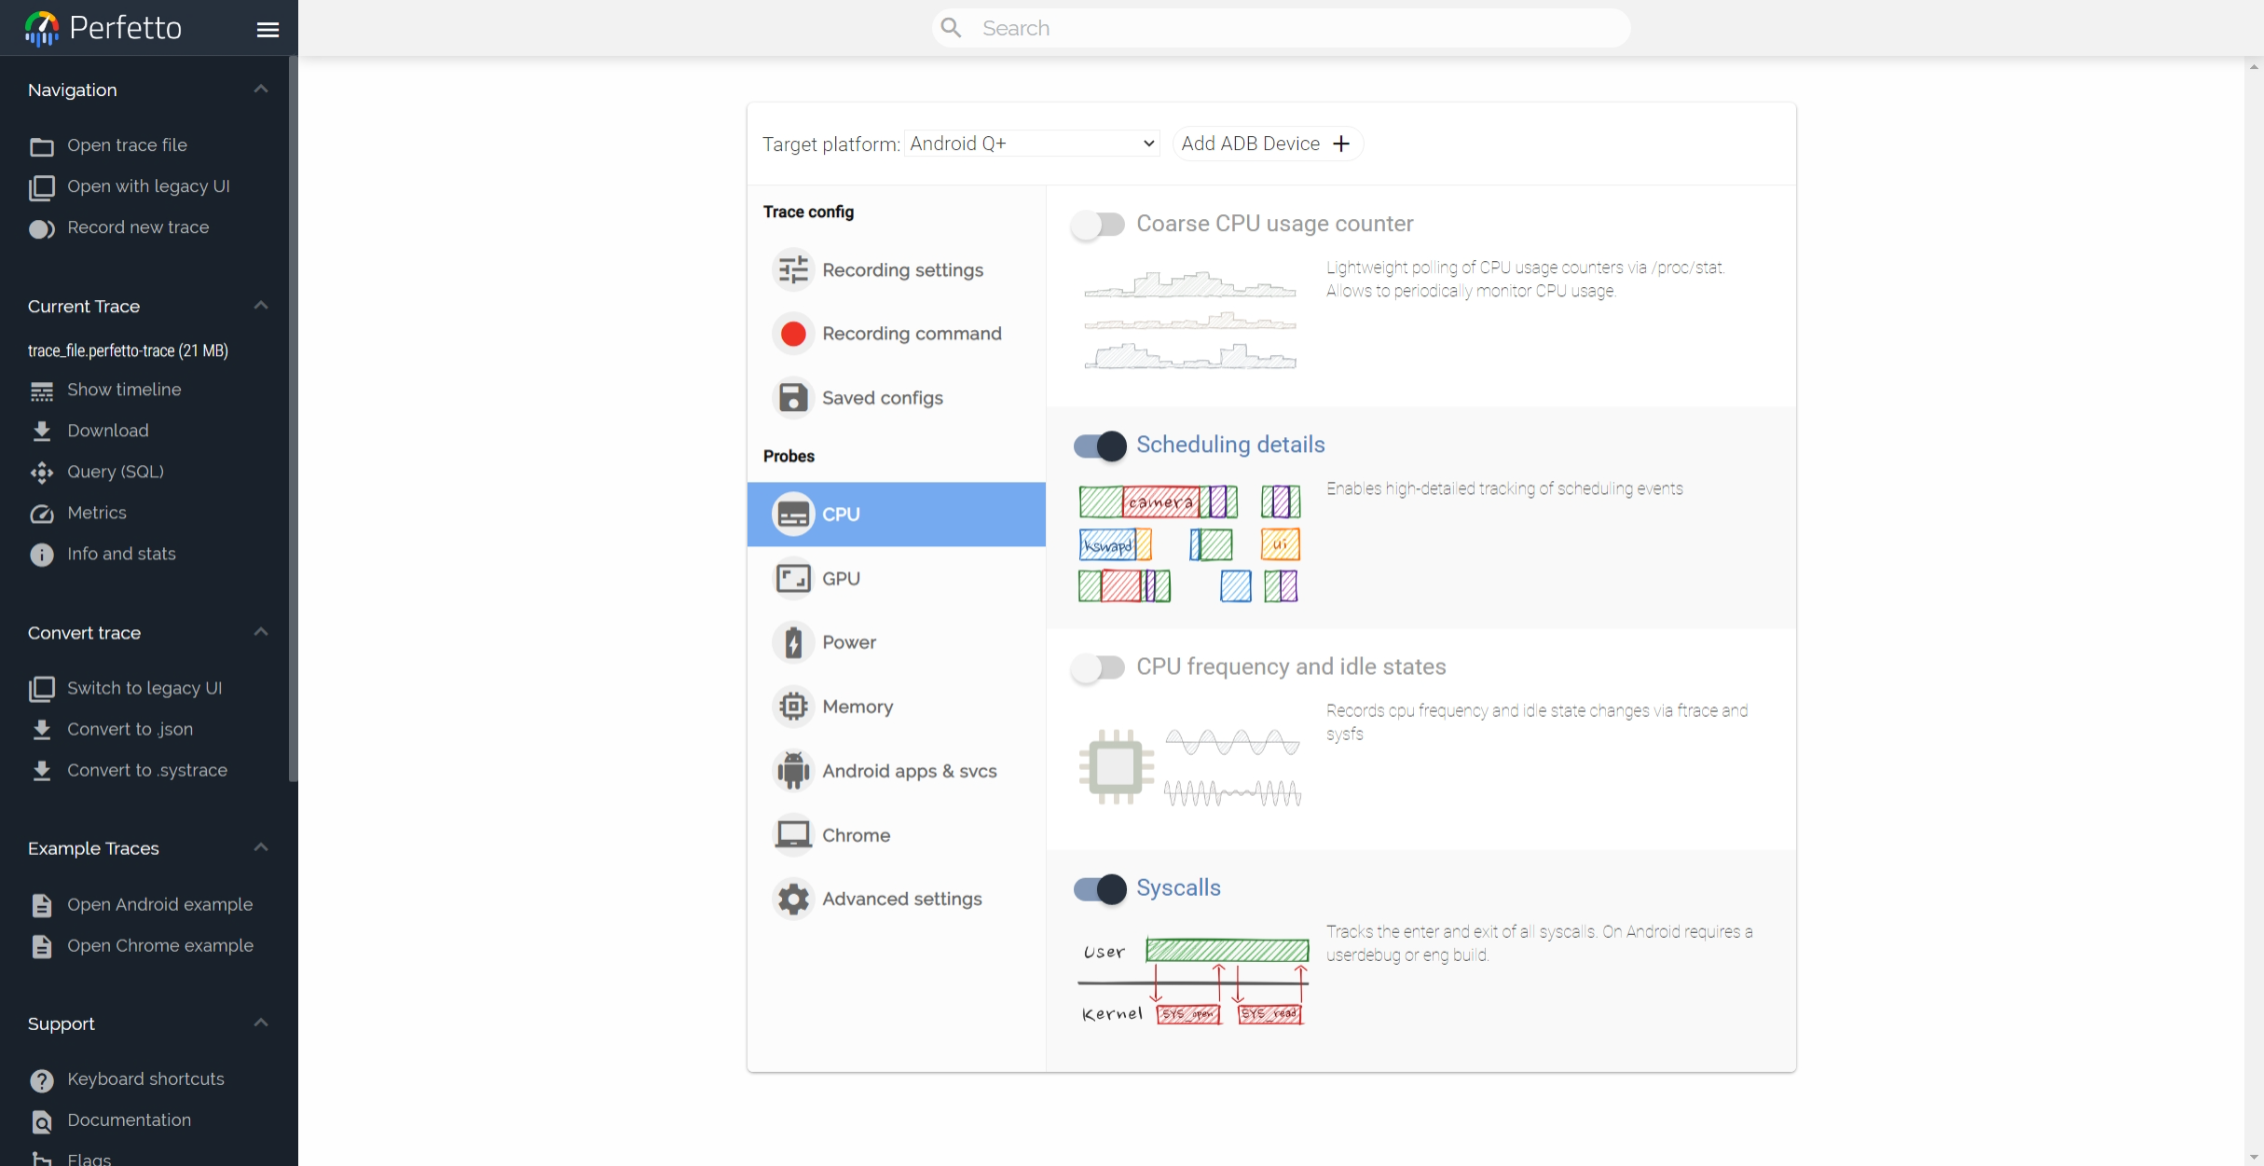 Perfetto
Search
Navigation
Open trace file
Open with legacy UI
Record new trace
Current Trace
trace_file.perfetto-trace (21 MB)
Show timeline
Download
Query (SQL)
Metrics
Info and stats
Convert trace
Switch to legacy UI
Convert to .json
Convert to .systrace
Example Traces
Open Android example
Open Chrome example
Support
Keyboard shortcuts
Documentation
Flags
Target platform: Android Q+
Add ADB Device +
Trace config
Recording settings
Recording command
Saved configs
Probes
CPU
GPU
Power
Memory
Android apps & svcs
Chrome
Advanced settings
Coarse CPU usage counter
Lightweight polling of CPU usage counters via /proc/stat.
Allows to periodically monitor CPU usage.
Scheduling details
Enables high-detailed tracking of scheduling events
camera
kswapd
ui
CPU frequency and idle states
Records cpu frequency and idle state changes via ftrace and
sysfs
Syscalls
Tracks the enter and exit of all syscalls. On Android requires a
userdebug or eng build.
User
Kernel
SYS_open
SYS_read